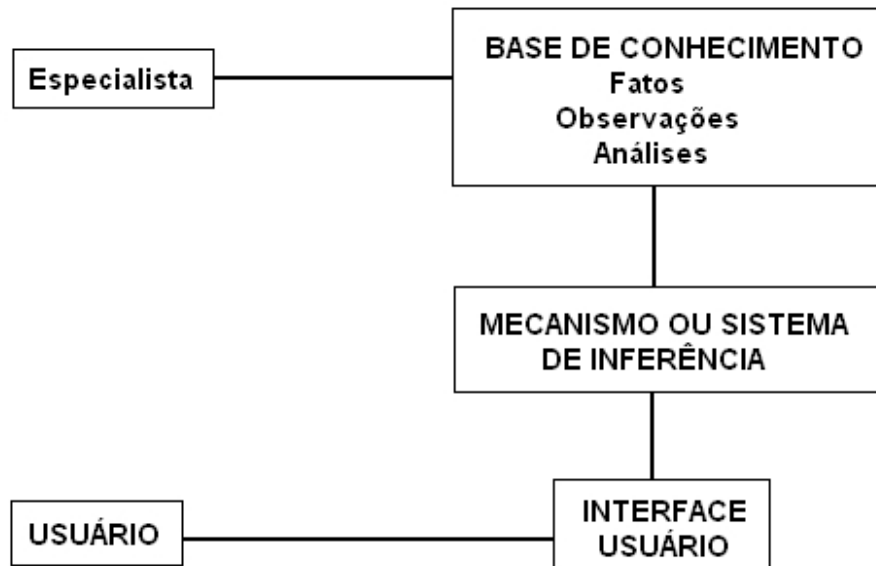 Especialista
BASE DE CONHECIMENTO
Fatos
Observações
Análises
MECANISMO OU SISTEMA
DE INFERÊNCIA
USUÁRIO
INTERFACE
USUÁRIO